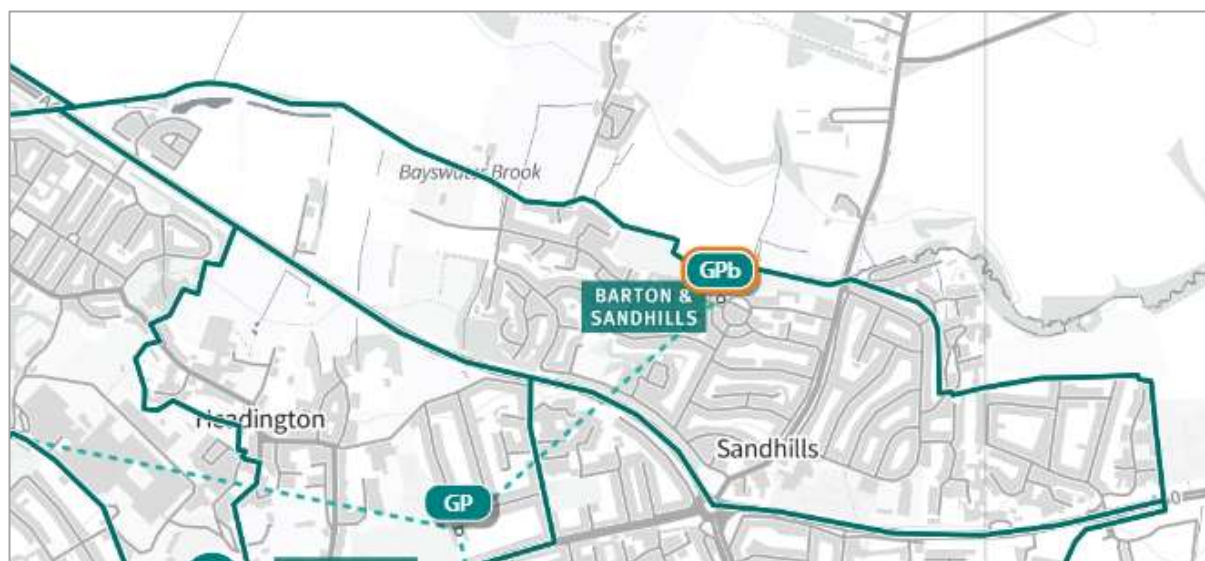 Bayswater Brook
GPb
BARTON &
SANDHILLS
Headington
Sandhills
GP